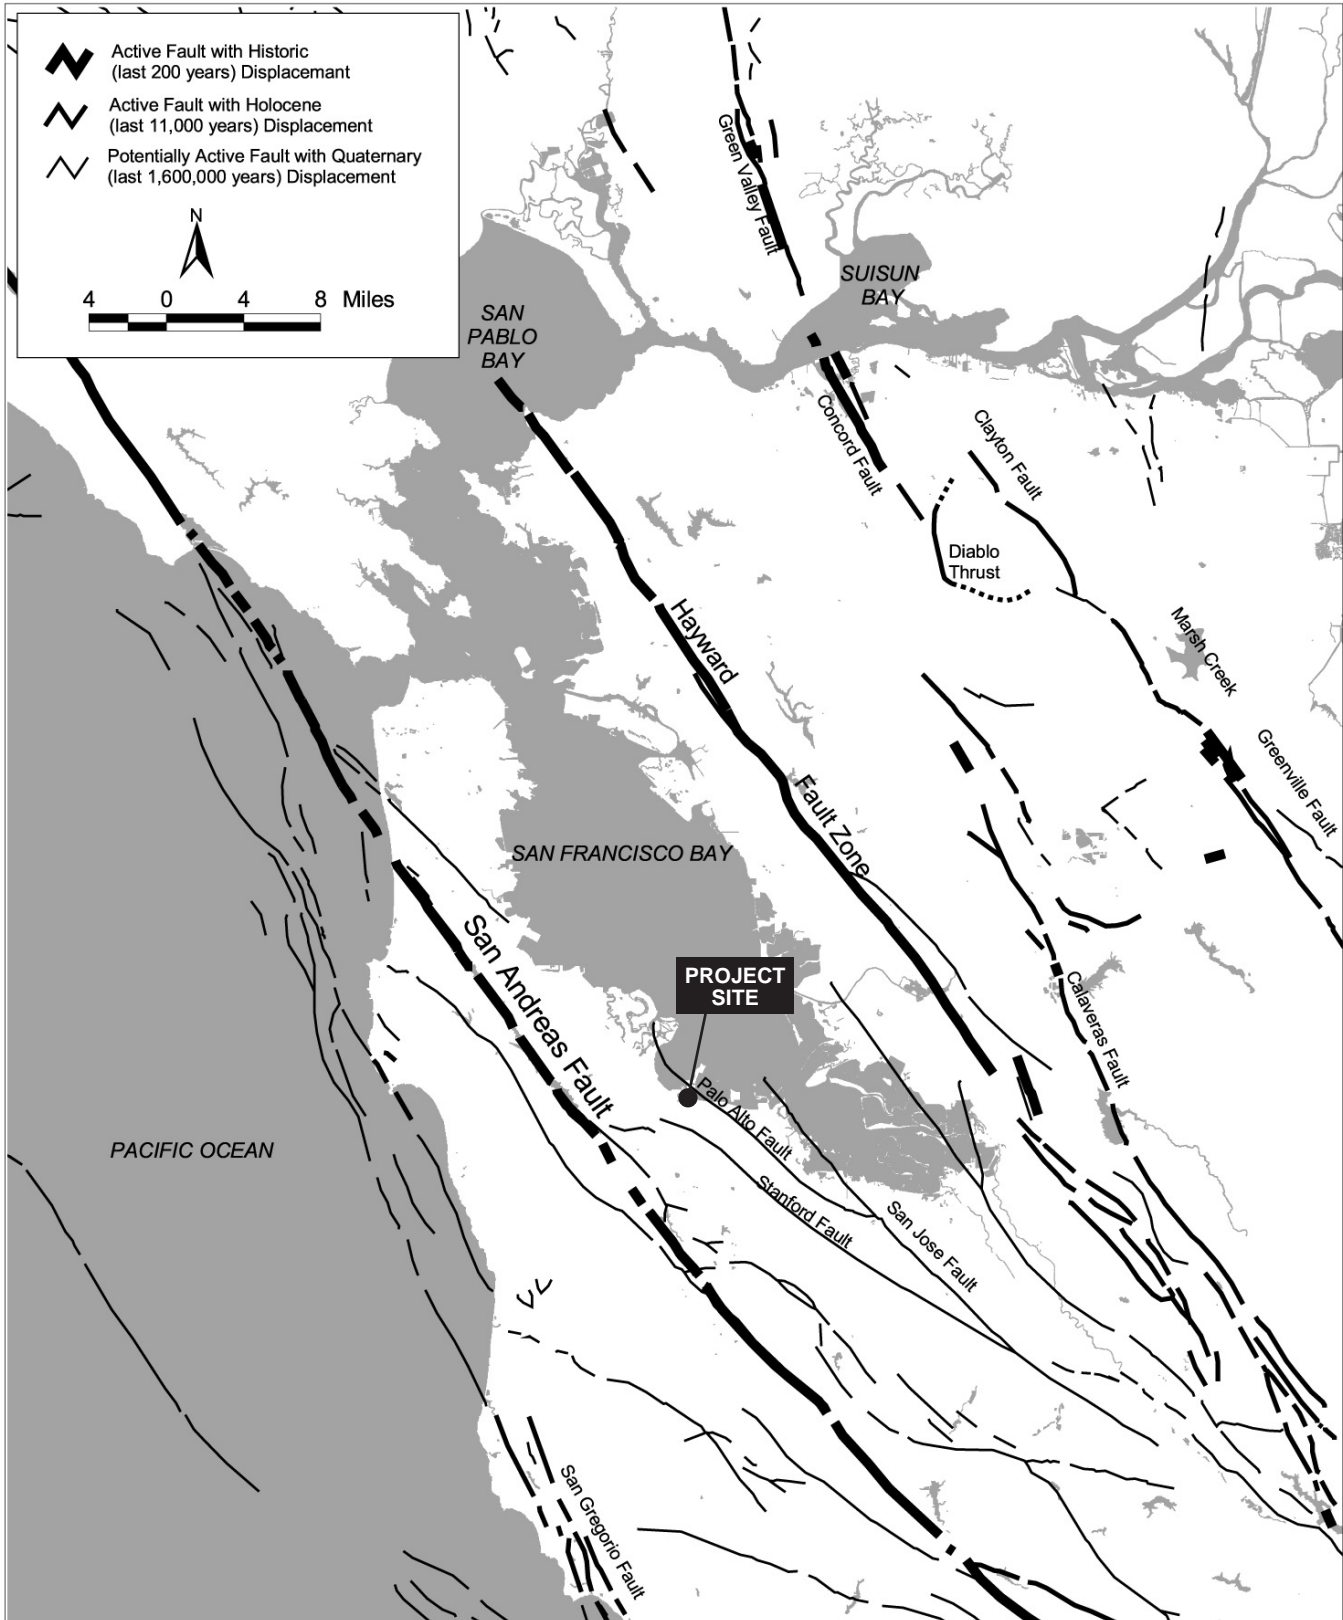 Active Fault with Historic
(last 200 years) Displacemant
Active Fault with Holocene
(last 11,000 years) Displacement
Potentially Active Fault with Quaternary
(last 1,600,000 years) Displacement
N
4 0 4 8 Miles
Green Valley Fault
SUISUN
BAY
SAN
PABLO
BAY
Concord Fault
Clayton Fault
Diablo
Thrust
Hayward
Fault Zone
Marsh Creek
Greenville Fault
SAN FRANCISCO BAY
San Andreas Fault
PROJECT
SITE
Calaveras Fault
Palo Alto Fault
PACIFIC OCEAN
Stanford Fault
San Jose Fault
San Gregorio Fault